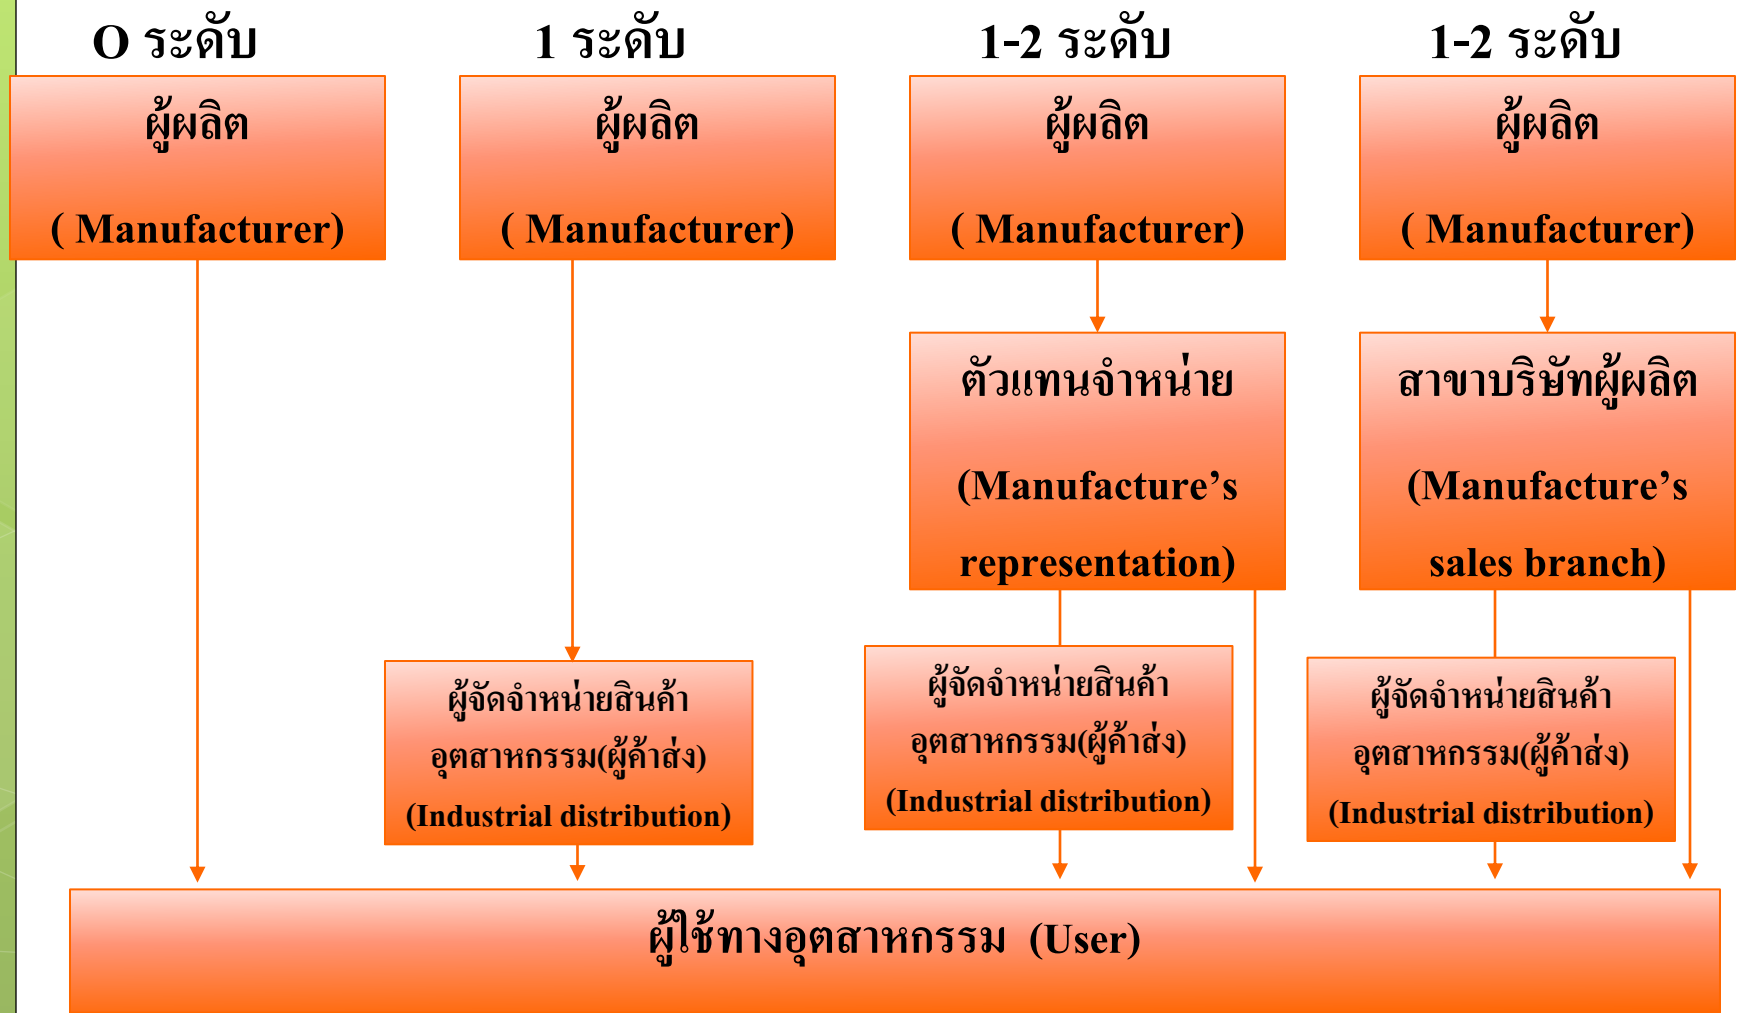 O ระดับ
1 ระดับ
1-2 ระดับ
1-2 ระดับ
ผู้ผลิต
( Manufacturer)
ผู้ผลิต
( Manufacturer)
ผู้ผลิต
( Manufacturer)
ผู้ผลิต
( Manufacturer)
ตัวแทนจำหน่าย
(Manufacture’s
representation)
สาขาบริษัทผู้ผลิต
(Manufacture’s
sales branch)
ผู้จัดจำหน่ายสินค้า
อุตสาหกรรม(ผู้ค้าส่ง)
(Industrial distribution)
ผู้จัดจำหน่ายสินค้า
อุตสาหกรรม(ผู้ค้าส่ง)
(Industrial distribution)
ผู้จัดจำหน่ายสินค้า
อุตสาหกรรม(ผู้ค้าส่ง)
(Industrial distribution)
ผู้ใช้ทางอุตสาหกรรม (User)